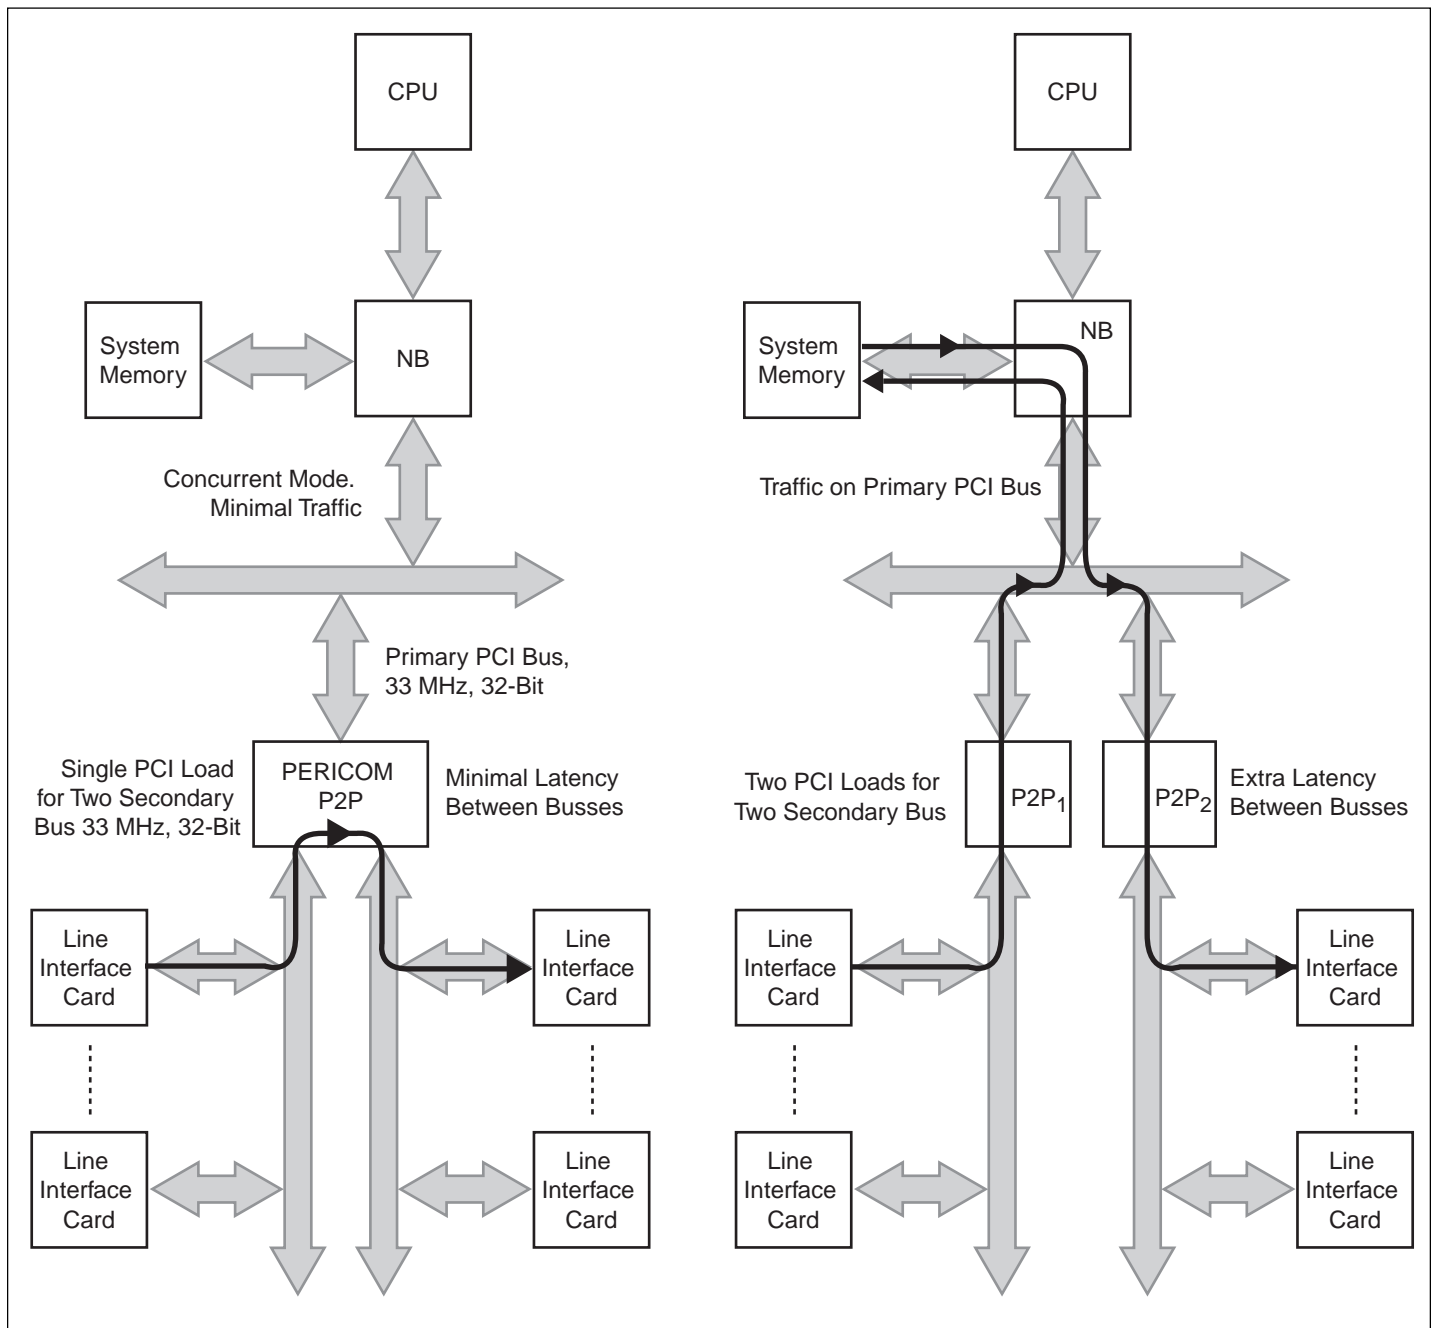 CPU
System
Memory
NB
Concurrent Mode.
Minimal Traffic
Primary PCI Bus,
33 MHz, 32-Bit
Single PCI Load
for Two Secondary
Bus 33 MHz, 32-Bit
PERICOM
P2P
Minimal Latency
Between Busses
Line
Interface
Card
Line
Interface
Card
Line
Interface
Card
Line
Interface
Card
CPU
System
Memory
NB
Traffic on Primary PCI Bus
Two PCI Loads for
Two Secondary Bus
P2P1
P2P2
Extra Latency
Between Busses
Line
Interface
Card
Line
Interface
Card
Line
Interface
Card
Line
Interface
Card